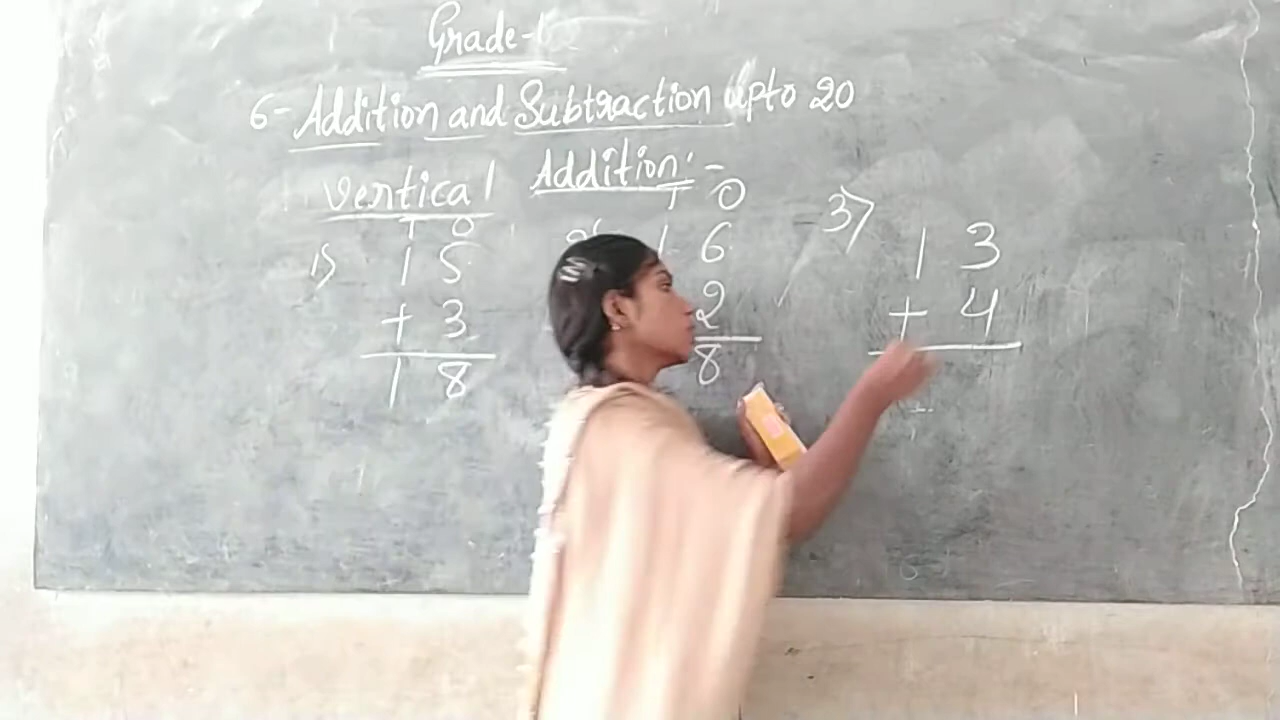 Grade-1
6-Addition and Subtraction upto 20
Vertical Addition:-
T O
1) 1 5
+ 3
1 8
T O
1 6
2
8
3) 1 3
+ 4